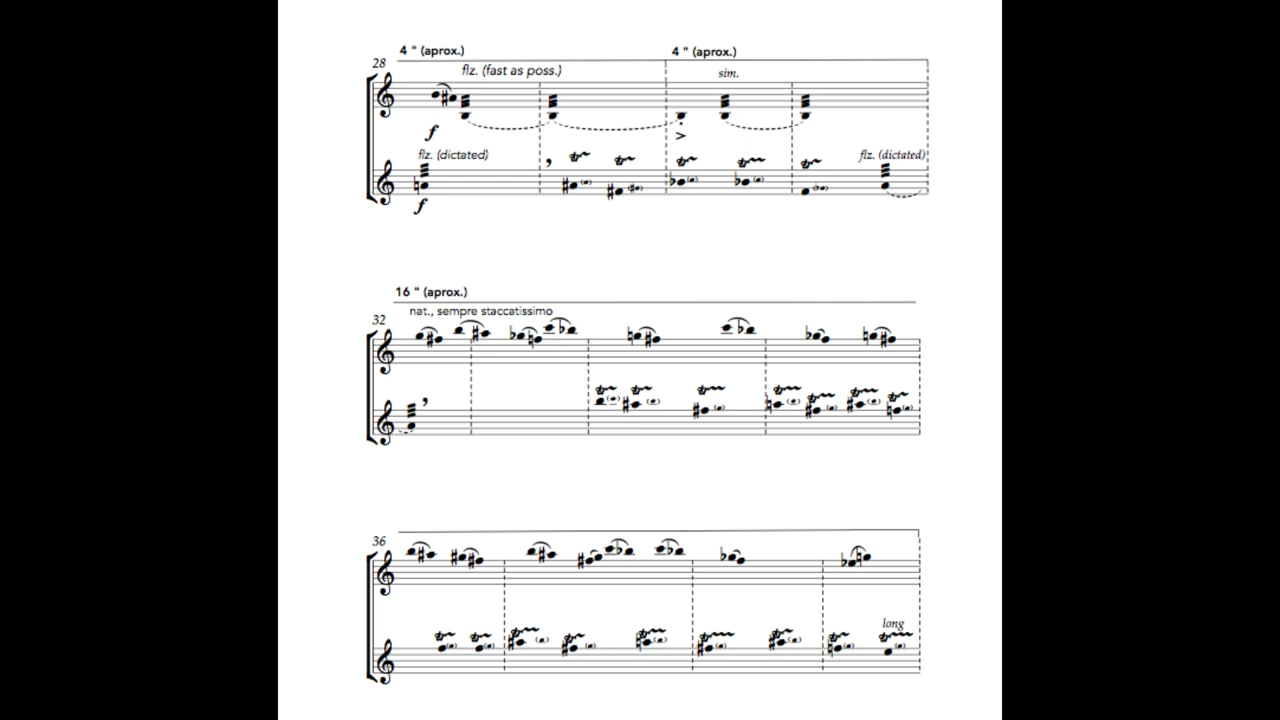 4 " (aprox.) 4 " (aprox.)
28 flz. (fast as poss.) sim.
f
flz. (dictated) flz. (dictated)
f
16 " (aprox.)
nat., sempre staccatissimo
32
36
long